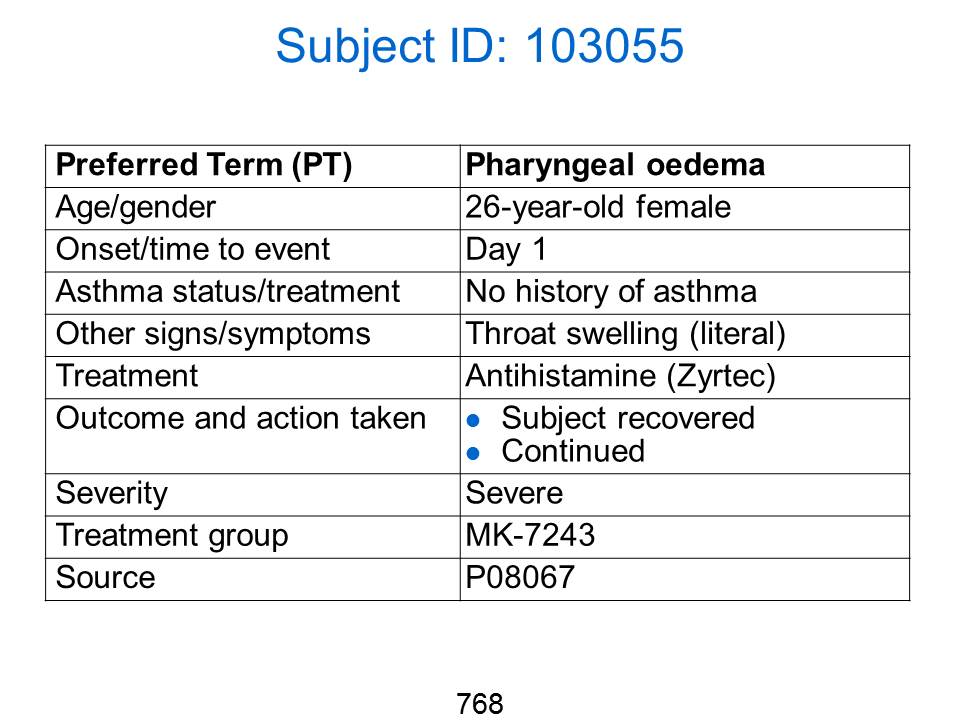 Subject ID: 103055
Preferred Term (PT) Pharyngeal oedema
Age/gender 26-year-old female
Onset/time to event Day 1
Asthma status/treatment No history of asthma
Other signs/symptoms Throat swelling (literal)
Treatment Antihistamine (Zyrtec)
Outcome and action taken ● Subject recovered
● Continued
Severity Severe
Treatment group MK-7243
Source P08067
768